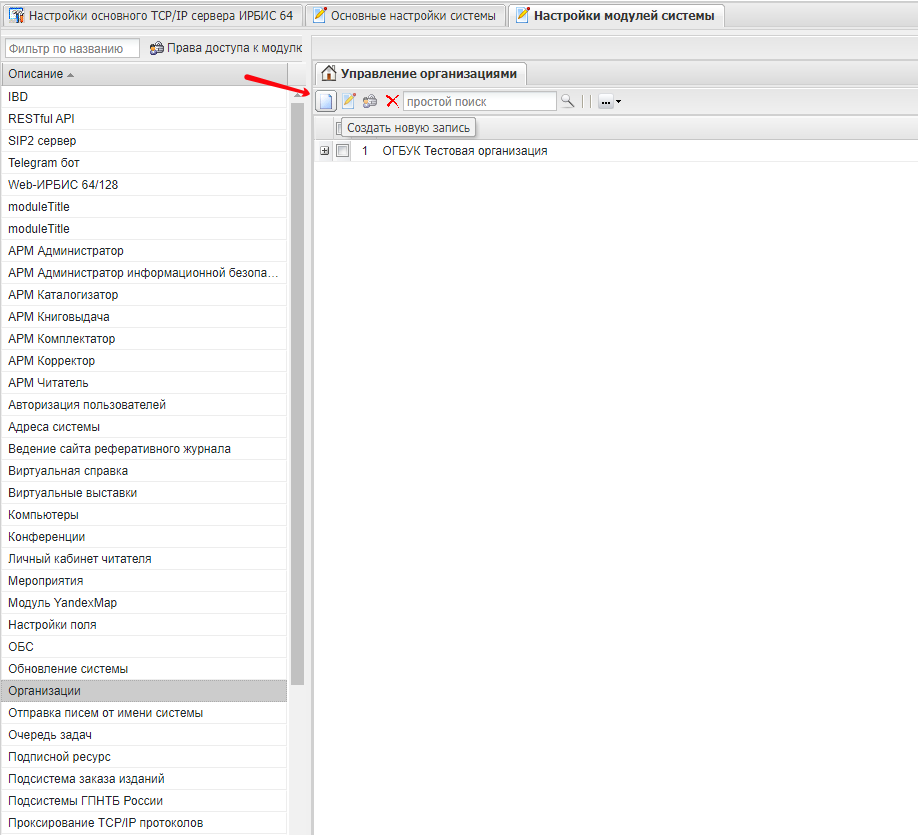 Настройки основного TCP/IP сервера ИРБИС 64
Основные настройки системы
Настройки модулей системы
Фильтр по названию
Права доступа к модулю
Описание
IBD
RESTful API
SIP2 сервер
Telegram бот
Web-ИРБИС 64/128
moduleTitle
moduleTitle
АРМ Администратор
АРМ Администратор информационной безопа...
АРМ Каталогизатор
АРМ Книговыдача
АРМ Комплектатор
АРМ Корректор
АРМ Читатель
Авторизация пользователей
Адреса системы
Ведение сайта реферативного журнала
Виртуальная справка
Виртуальные выставки
Компьютеры
Конференции
Личный кабинет читателя
Мероприятия
Модуль YandexMap
Настройки поля
ОБС
Обновление системы
Организации
Отправка писем от имени системы
Очередь задач
Подписной ресурс
Подсистема заказа изданий
Подсистемы ГПНТБ России
Проксирование TCP/IP протоколов
Управление организациями
простой поиск
...
Создать новую запись
1 ОГБУК Тестовая организация